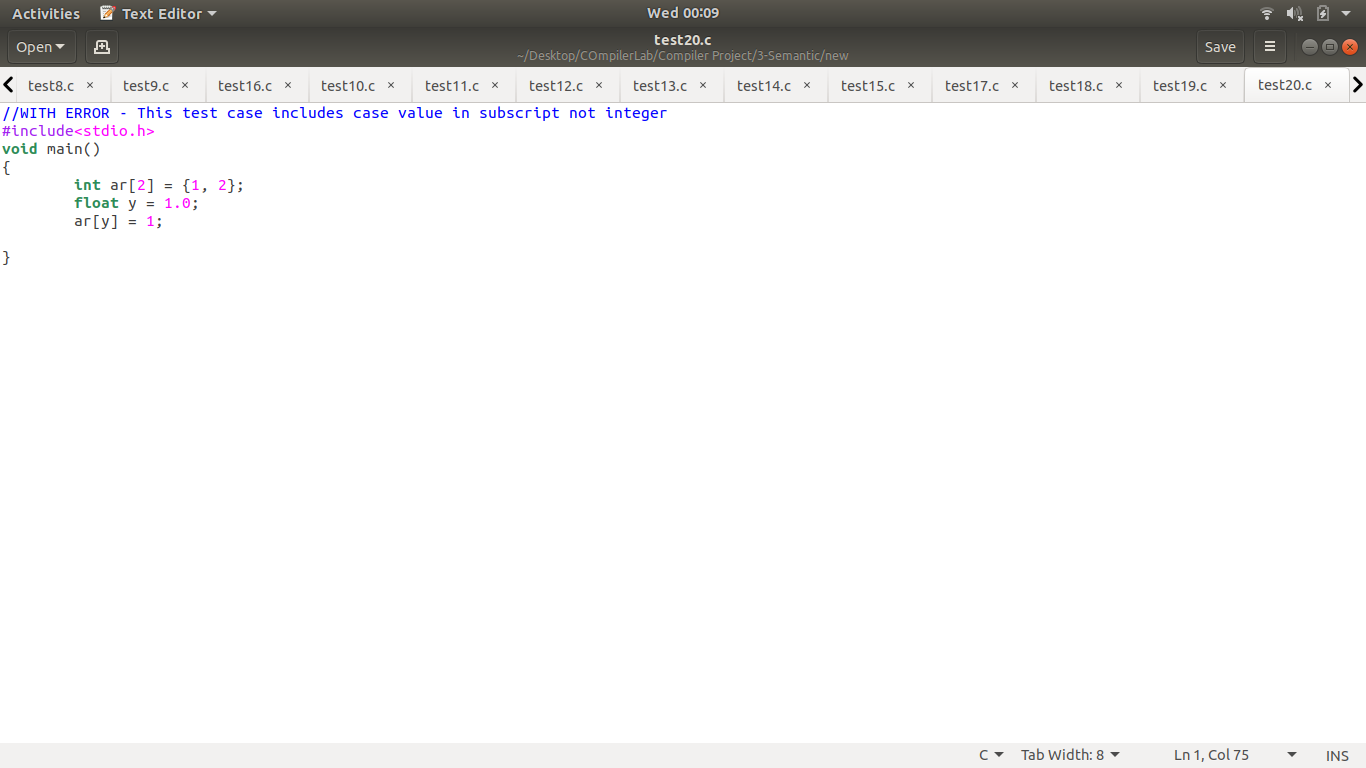 Activities Text Editor Wed 00:09
Open test20.c Save
~/Desktop/COmpilerLab/Compiler Project/3-Semantic/new
test8.c × test9.c × test16.c × test10.c × test11.c × test12.c × test13.c × test14.c × test15.c × test17.c × test18.c × test19.c × test20.c ×
//WITH ERROR - This test case includes case value in subscript not integer
#include<stdio.h>
void main()
{
        int ar[2] = {1, 2};
        float y = 1.0;
        ar[y] = 1;
}
C Tab Width: 8 Ln 1, Col 75 INS